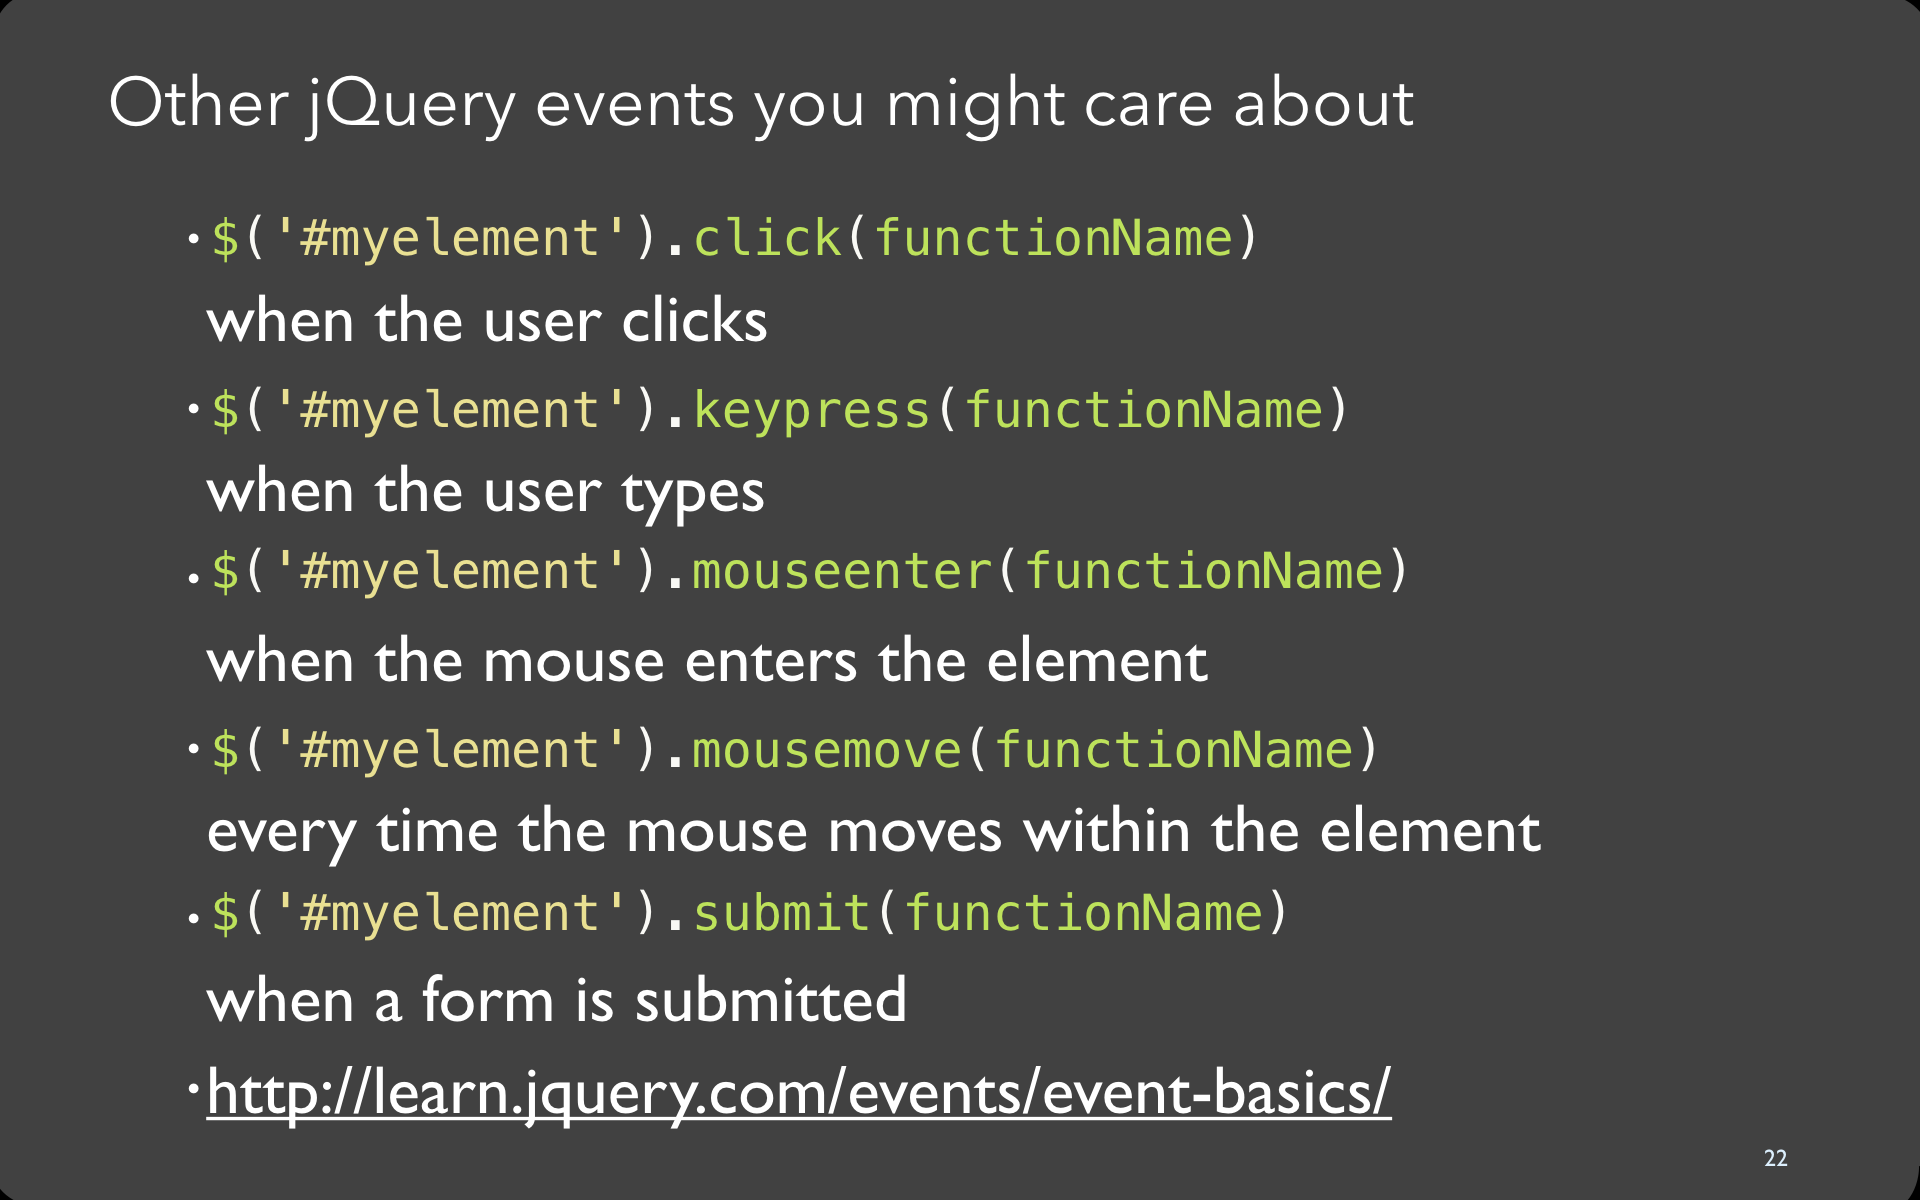 Other jQuery events you might care about
• $('#myelement').click(functionName)
when the user clicks
• $('#myelement').keypress(functionName)
when the user types
• $('#myelement').mouseenter(functionName)
when the mouse enters the element
• $('#myelement').mousemove(functionName)
every time the mouse moves within the element
• $('#myelement').submit(functionName)
when a form is submitted
• http://learn.jquery.com/events/event-basics/
22